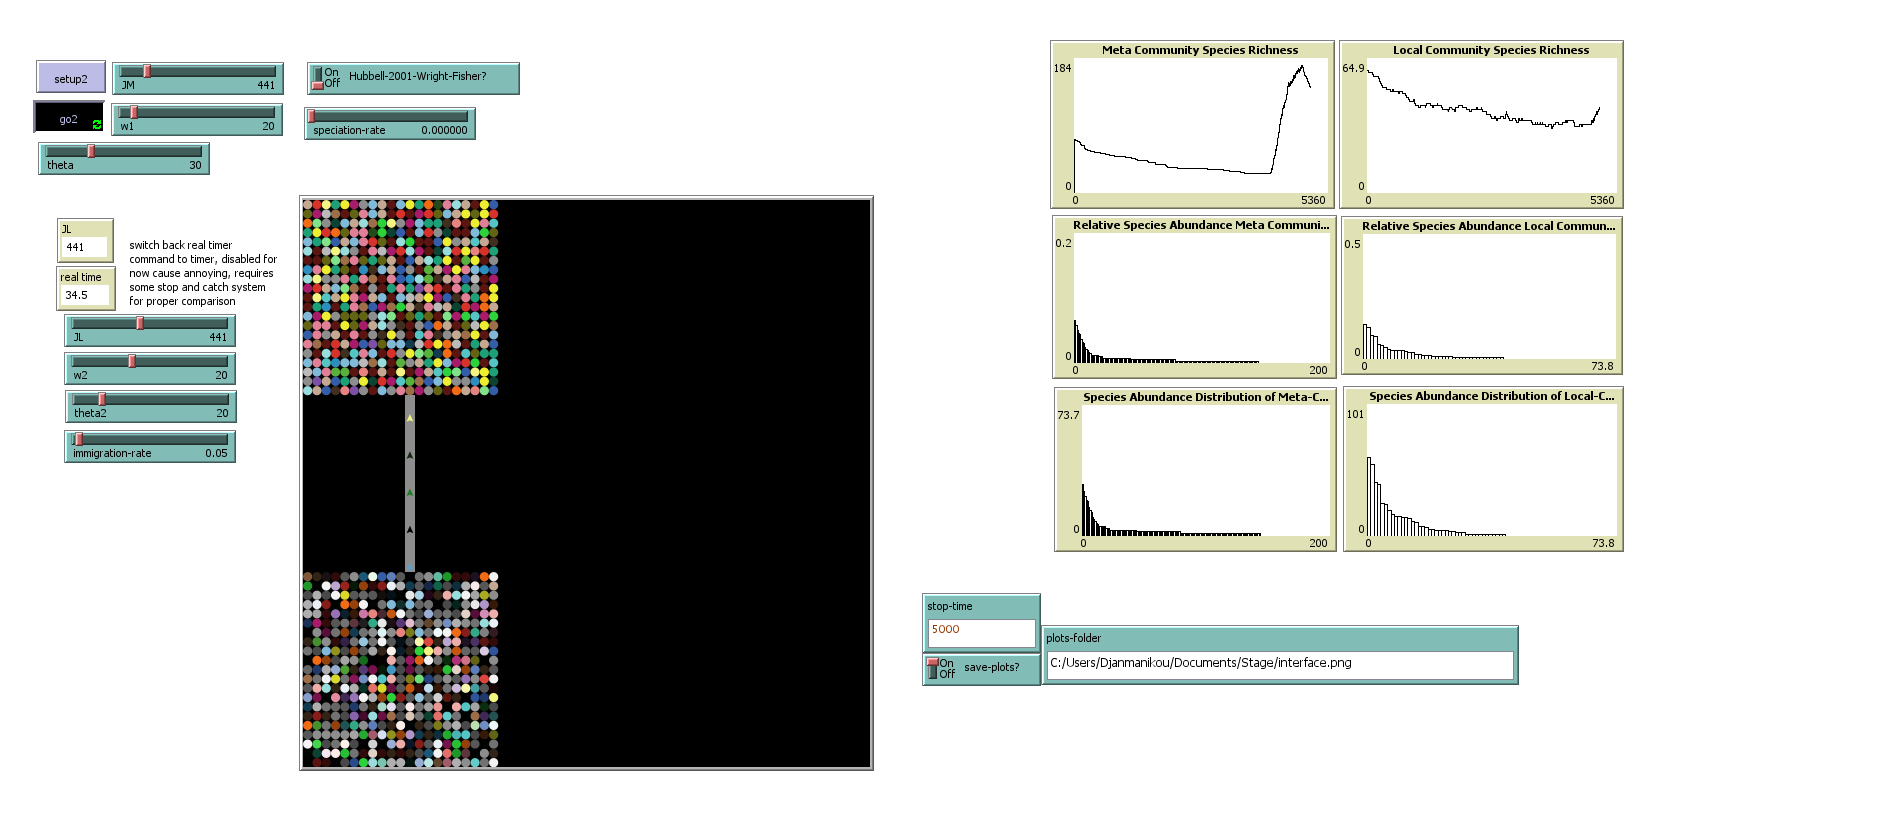 setup2
JM 441
On
Off
Hubbell-2001-Wright-Fisher?
go2
w1 20
speciation-rate 0.000000
theta 30
JL
441
real time
34.5
switch back real timer
command to timer, disabled for
now cause annoying, requires
some stop and catch system
for proper comparison
JL 441
w2 20
theta2 20
immigration-rate 0.05
Meta Community Species Richness
184
0
0 5360
Local Community Species Richness
64.9
0
0 5360
Relative Species Abundance Meta Communi...
0.2
0
0 200
Relative Species Abundance Local Commun...
0.5
0
0 73.8
Species Abundance Distribution of Meta-C...
73.7
0
0 200
Species Abundance Distribution of Local-C...
101
0
0 73.8
stop-time
5000
On
Off
save-plots?
plots-folder
C:/Users/Djanmanikou/Documents/Stage/interface.png